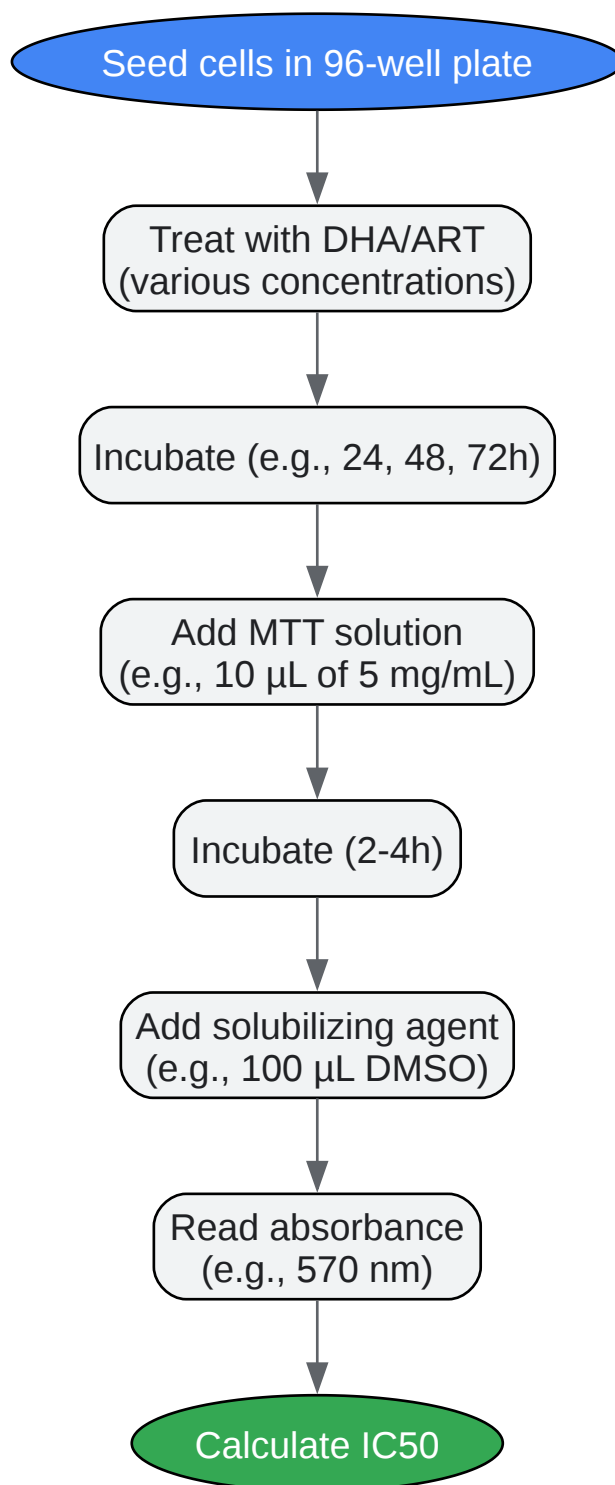 Seed cells in 96-well plate
Treat with DHA/ART
(various concentrations)
Incubate (e.g., 24, 48, 72h)
Add MTT solution
(e.g., 10 µL of 5 mg/mL)
Incubate (2-4h)
Add solubilizing agent
(e.g., 100 µL DMSO)
Read absorbance
(e.g., 570 nm)
Calculate IC50